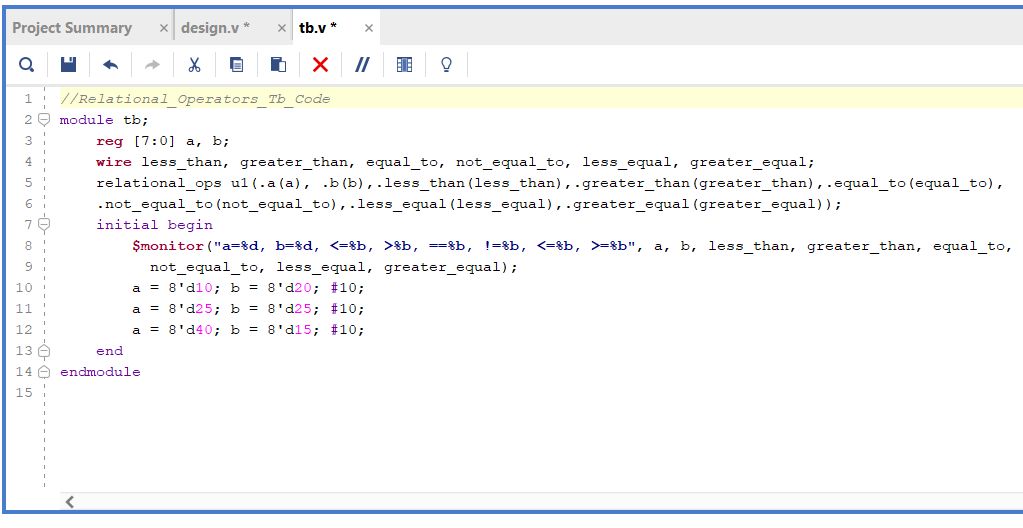 Project Summary × design.v * × tb.v * ×
1 //Relational_Operators_Tb_Code
2 module tb;
3 reg [7:0] a, b;
4 wire less_than, greater_than, equal_to, not_equal_to, less_equal, greater_equal;
5 relational_ops u1(.a(a), .b(b),.less_than(less_than),.greater_than(greater_than),.equal_to(equal_to),
6 .not_equal_to(not_equal_to),.less_equal(less_equal),.greater_equal(greater_equal));
7 initial begin
8 $monitor("a=%d, b=%d, <=%b, >%b, ==%b, !=%b, <=%b, >=%b", a, b, less_than, greater_than, equal_to,
9 not_equal_to, less_equal, greater_equal);
10 a = 8'd10; b = 8'd20; #10;
11 a = 8'd25; b = 8'd25; #10;
12 a = 8'd40; b = 8'd15; #10;
13 end
14 endmodule
15